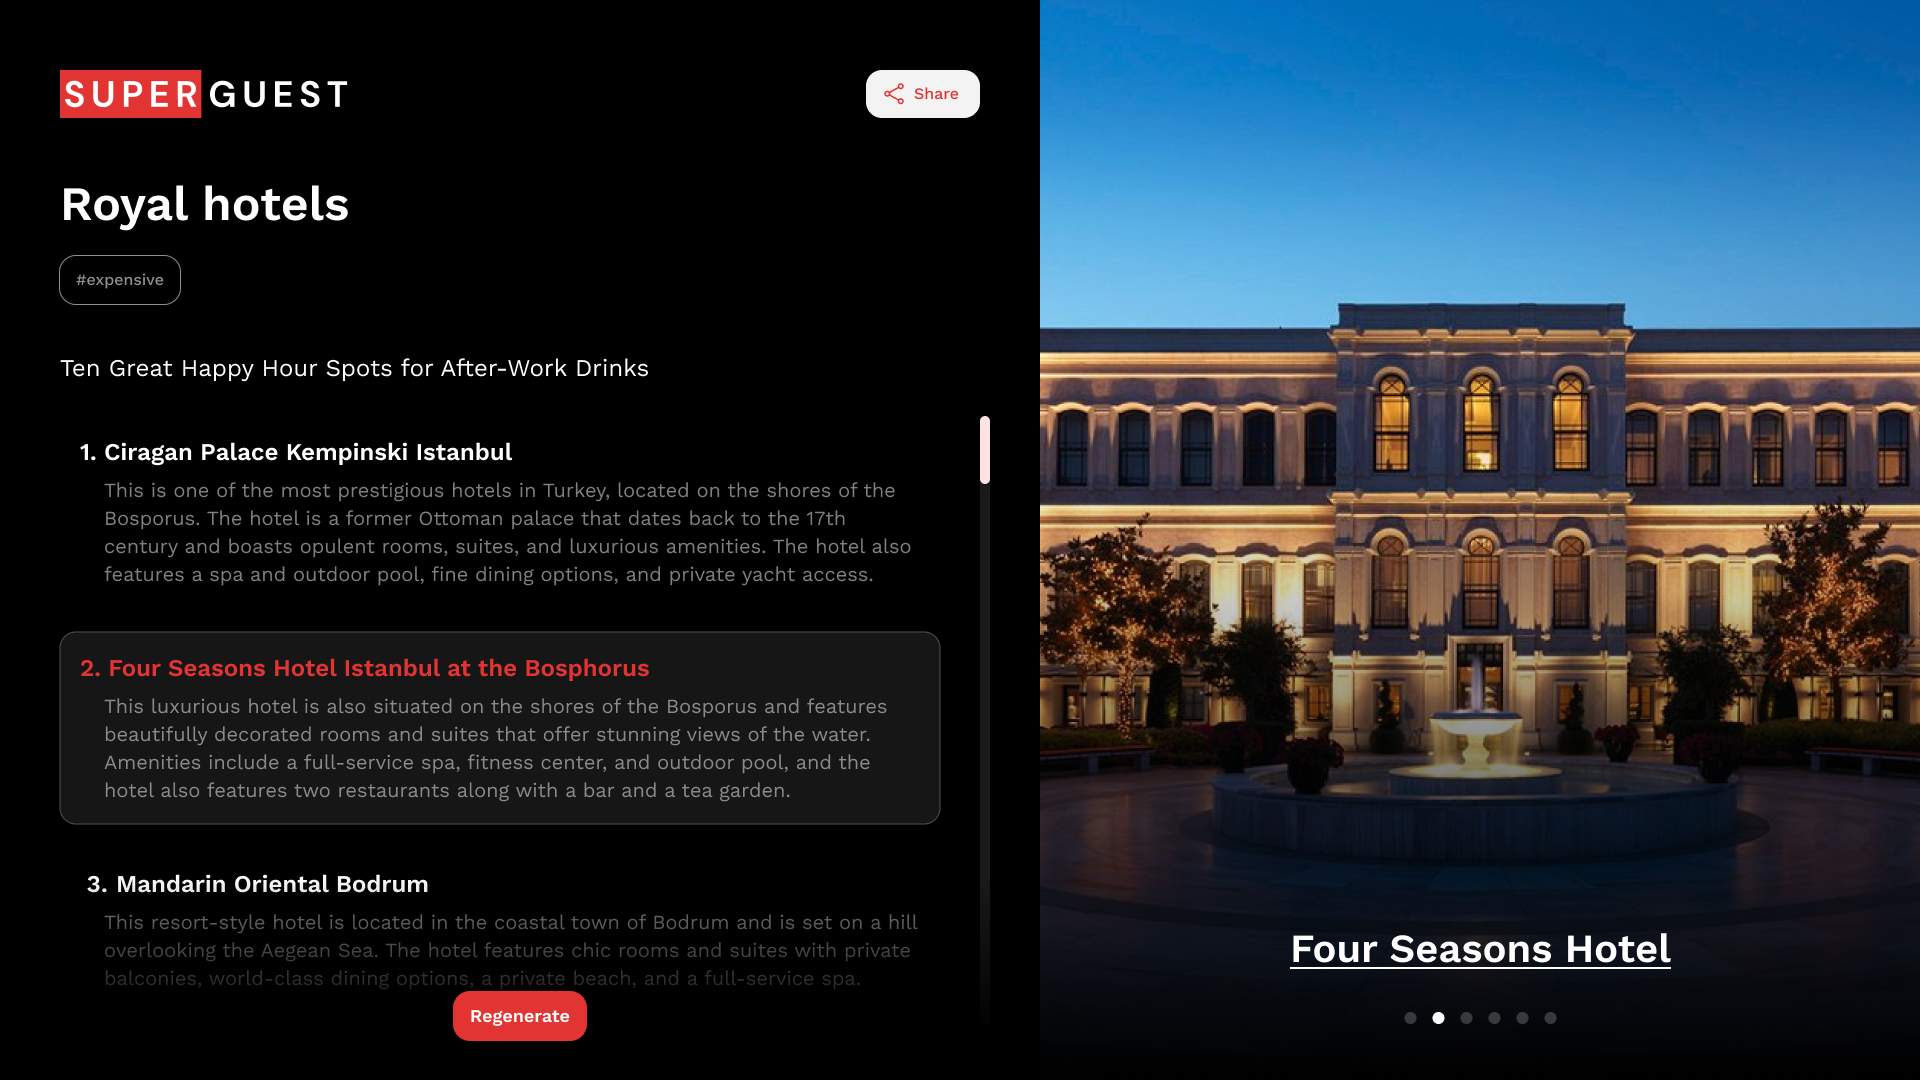 SUPERGUEST
Share
Royal hotels
#expensive
Ten Great Happy Hour Spots for After-Work Drinks
1. Ciragan Palace Kempinski Istanbul
This is one of the most prestigious hotels in Turkey, located on the shores of the
Bosporus. The hotel is a former Ottoman palace that dates back to the 17th
century and boasts opulent rooms, suites, and luxurious amenities. The hotel also
features a spa and outdoor pool, fine dining options, and private yacht access.
2. Four Seasons Hotel Istanbul at the Bosphorus
This luxurious hotel is also situated on the shores of the Bosporus and features
beautifully decorated rooms and suites that offer stunning views of the water.
Amenities include a full-service spa, fitness center, and outdoor pool, and the
hotel also features two restaurants along with a bar and a tea garden.
3. Mandarin Oriental Bodrum
This resort-style hotel is located in the coastal town of Bodrum and is set on a hill
overlooking the Aegean Sea. The hotel features chic rooms and suites with private
balconies, world-class dining options, a private beach, and a full-service spa.
Regenerate
Four Seasons Hotel